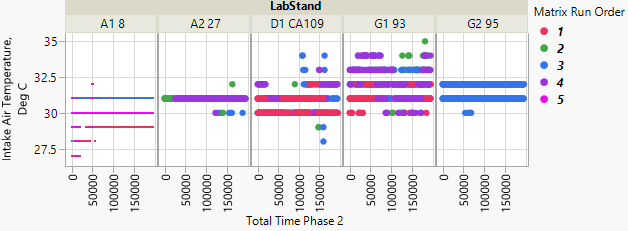 LabStand
A1 8 A2 27 D1 CA109 G1 93 G2 95
Matrix Run Order
1
2
3
4
5
Intake Air Temperature,
Deg C
35
32.5
30
27.5
0 50000 100000 150000 0 50000 100000 150000 0 50000 100000 150000 0 50000 100000 150000 0 50000 100000 150000
Total Time Phase 2